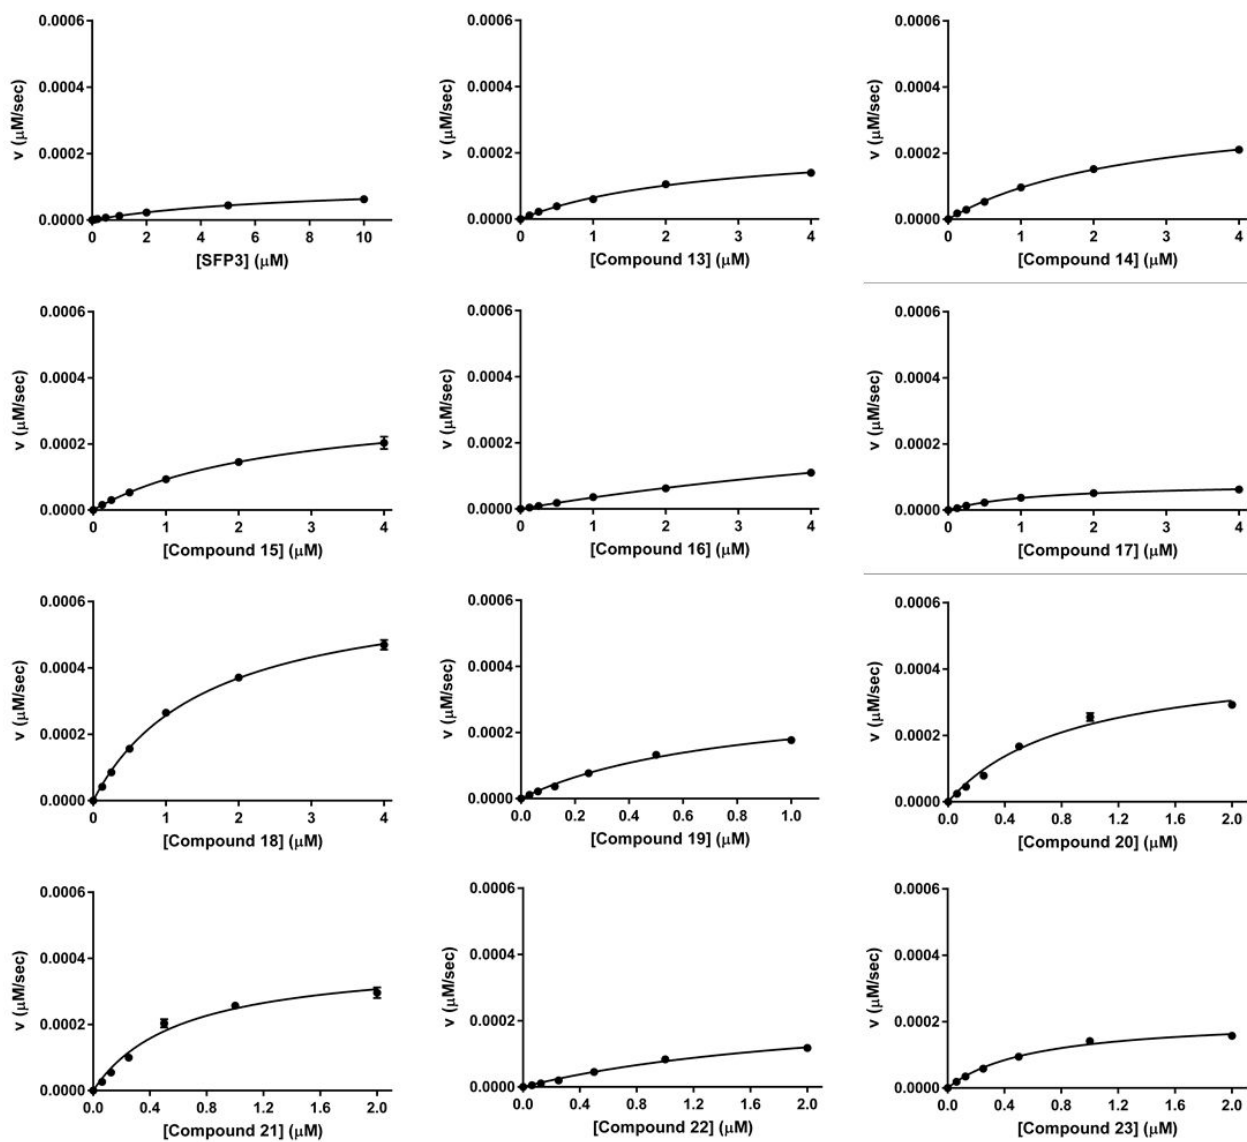 0.0006
0.0004
0.0002
0.0000
v (μM/sec)
0 2 4 6 8 10
[SFP3] (μM)
0.0006
0.0004
0.0002
0.0000
v (μM/sec)
0 1 2 3 4
[Compound 13] (μM)
0.0006
0.0004
0.0002
0.0000
v (μM/sec)
0 1 2 3 4
[Compound 14] (μM)
0.0006
0.0004
0.0002
0.0000
v (μM/sec)
0 1 2 3 4
[Compound 15] (μM)
0.0006
0.0004
0.0002
0.0000
v (μM/sec)
0 1 2 3 4
[Compound 16] (μM)
0.0006
0.0004
0.0002
0.0000
v (μM/sec)
0 1 2 3 4
[Compound 17] (μM)
0.0006
0.0004
0.0002
0.0000
v (μM/sec)
0 1 2 3 4
[Compound 18] (μM)
0.0006
0.0004
0.0002
0.0000
v (μM/sec)
0.0 0.2 0.4 0.6 0.8 1.0
[Compound 19] (μM)
0.0006
0.0004
0.0002
0.0000
v (μM/sec)
0.0 0.4 0.8 1.2 1.6 2.0
[Compound 20] (μM)
0.0006
0.0004
0.0002
0.0000
v (μM/sec)
0.0 0.4 0.8 1.2 1.6 2.0
[Compound 21] (μM)
0.0006
0.0004
0.0002
0.0000
v (μM/sec)
0.0 0.4 0.8 1.2 1.6 2.0
[Compound 22] (μM)
0.0006
0.0004
0.0002
0.0000
v (μM/sec)
0.0 0.4 0.8 1.2 1.6 2.0
[Compound 23] (μM)